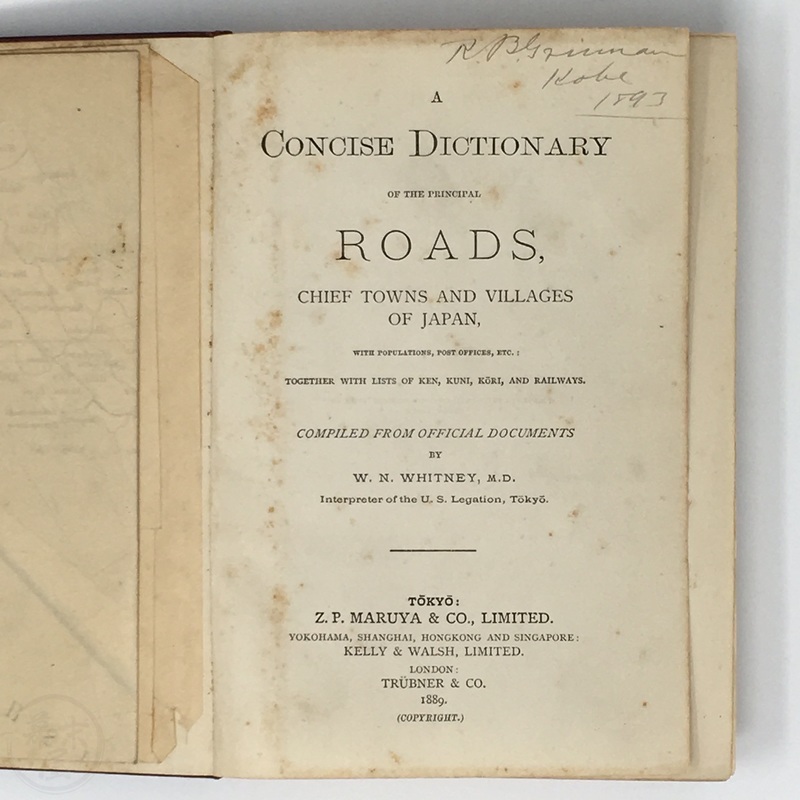 R. B. Grinnan
Kobe
1893
A
CONCISE DICTIONARY
OF THE PRINCIPAL
ROADS,
CHIEF TOWNS AND VILLAGES
OF JAPAN,
WITH POPULATIONS, POST OFFICES, ETC. :
TOGETHER WITH LISTS OF KEN, KUNI, KŌRI, AND RAILWAYS.
COMPILED FROM OFFICIAL DOCUMENTS
BY
W. N. WHITNEY, M.D.
Interpreter of the U. S. Legation, Tōkyō.
TŌKYŌ:
Z. P. MARUYA & CO., LIMITED.
YOKOHAMA, SHANGHAI, HONGKONG AND SINGAPORE:
KELLY & WALSH, LIMITED.
LONDON:
TRÜBNER & CO.
1889.
(COPYRIGHT.)